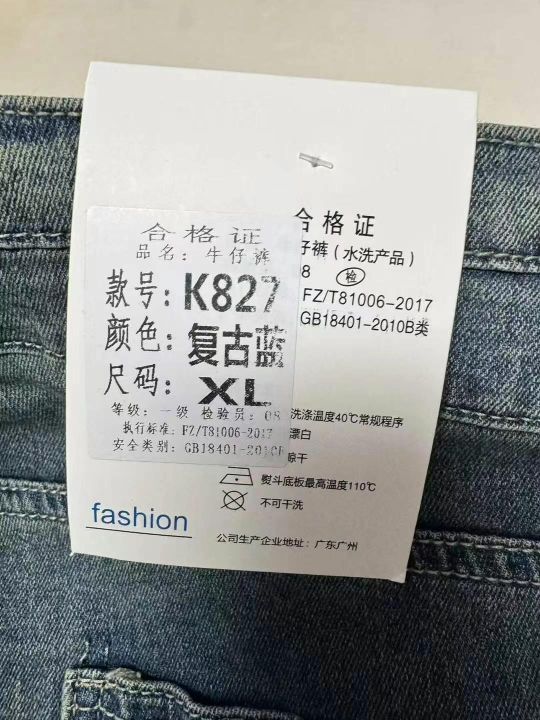 合格证
品名：牛仔裤
款号：K827
颜色：复古蓝
尺码：XL
等级：一级 检验员：08
执行标准：FZ/T81006-2017
安全类别：GB18401-2010
合格证
仔裤（水洗产品）
8 检
FZ/T81006-2017
GB18401-2010B类
洗涤温度40℃常规程序
漂白
晾干
熨斗底板最高温度110℃
不可干洗
fashion
公司生产企业地址：广东广州